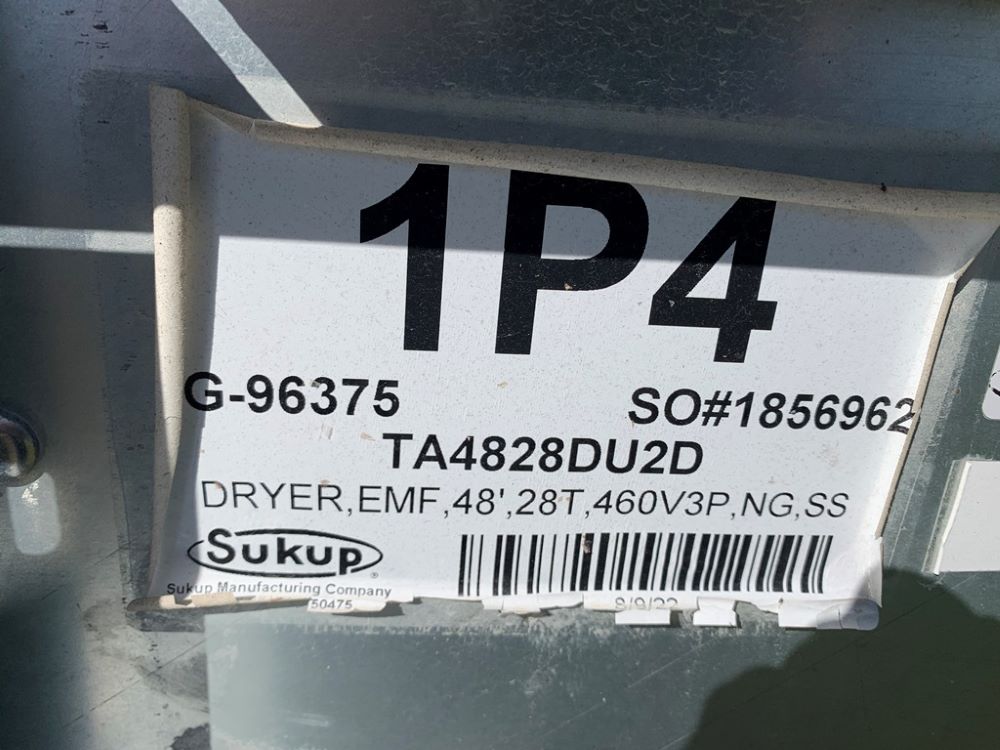 1P4
G-96375 SO#1856962
TA4828DU2D
DRYER,EMF,48',28T,460V3P,NG,SS
Sukup®
Sukup Manufacturing Company
50475